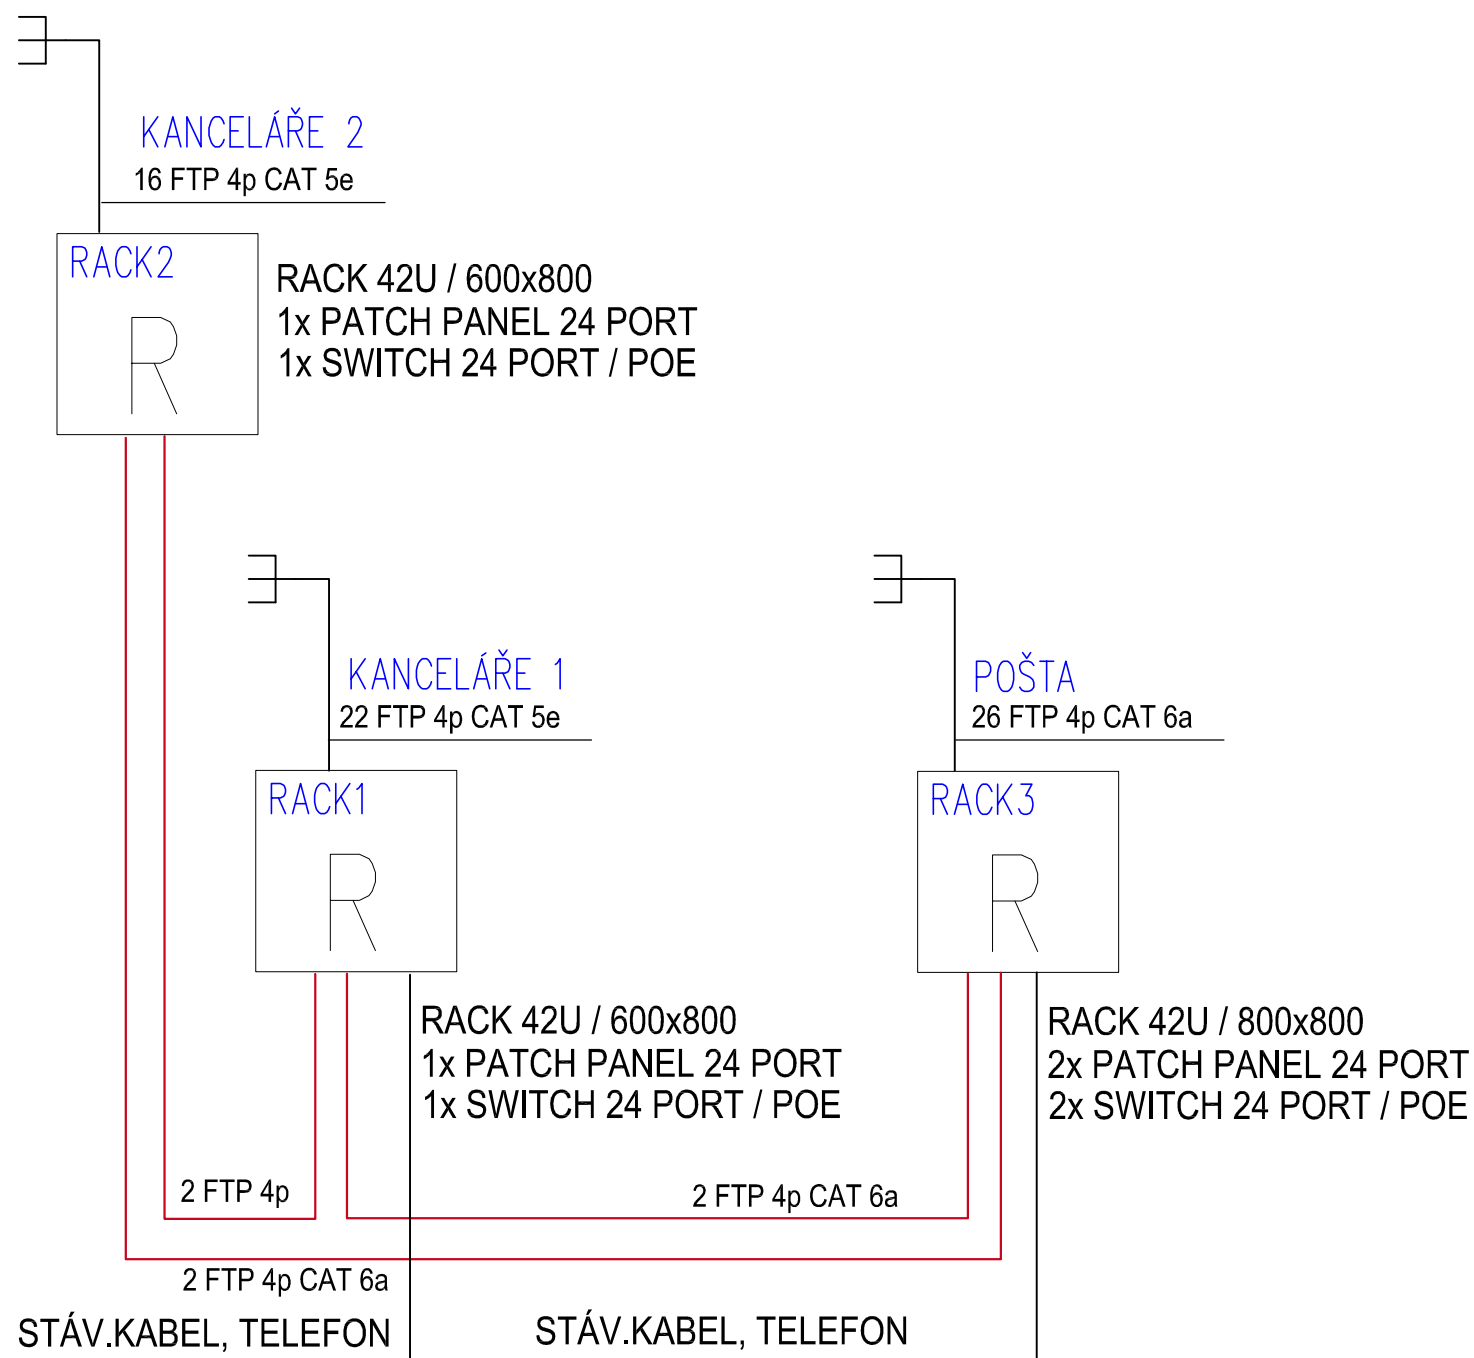 KANCELÁŘE 2
16 FTP 4p CAT 5e
RACK2
R
RACK 42U / 600x800
1x PATCH PANEL 24 PORT
1x SWITCH 24 PORT / POE
KANCELÁŘE 1
22 FTP 4p CAT 5e
RACK1
R
RACK 42U / 600x800
1x PATCH PANEL 24 PORT
1x SWITCH 24 PORT / POE
POŠTA
26 FTP 4p CAT 6a
RACK3
R
RACK 42U / 800x800
2x PATCH PANEL 24 PORT
2x SWITCH 24 PORT / POE
2 FTP 4p
2 FTP 4p CAT 6a
2 FTP 4p CAT 6a
STÁV.KABEL, TELEFON
STÁV.KABEL, TELEFON